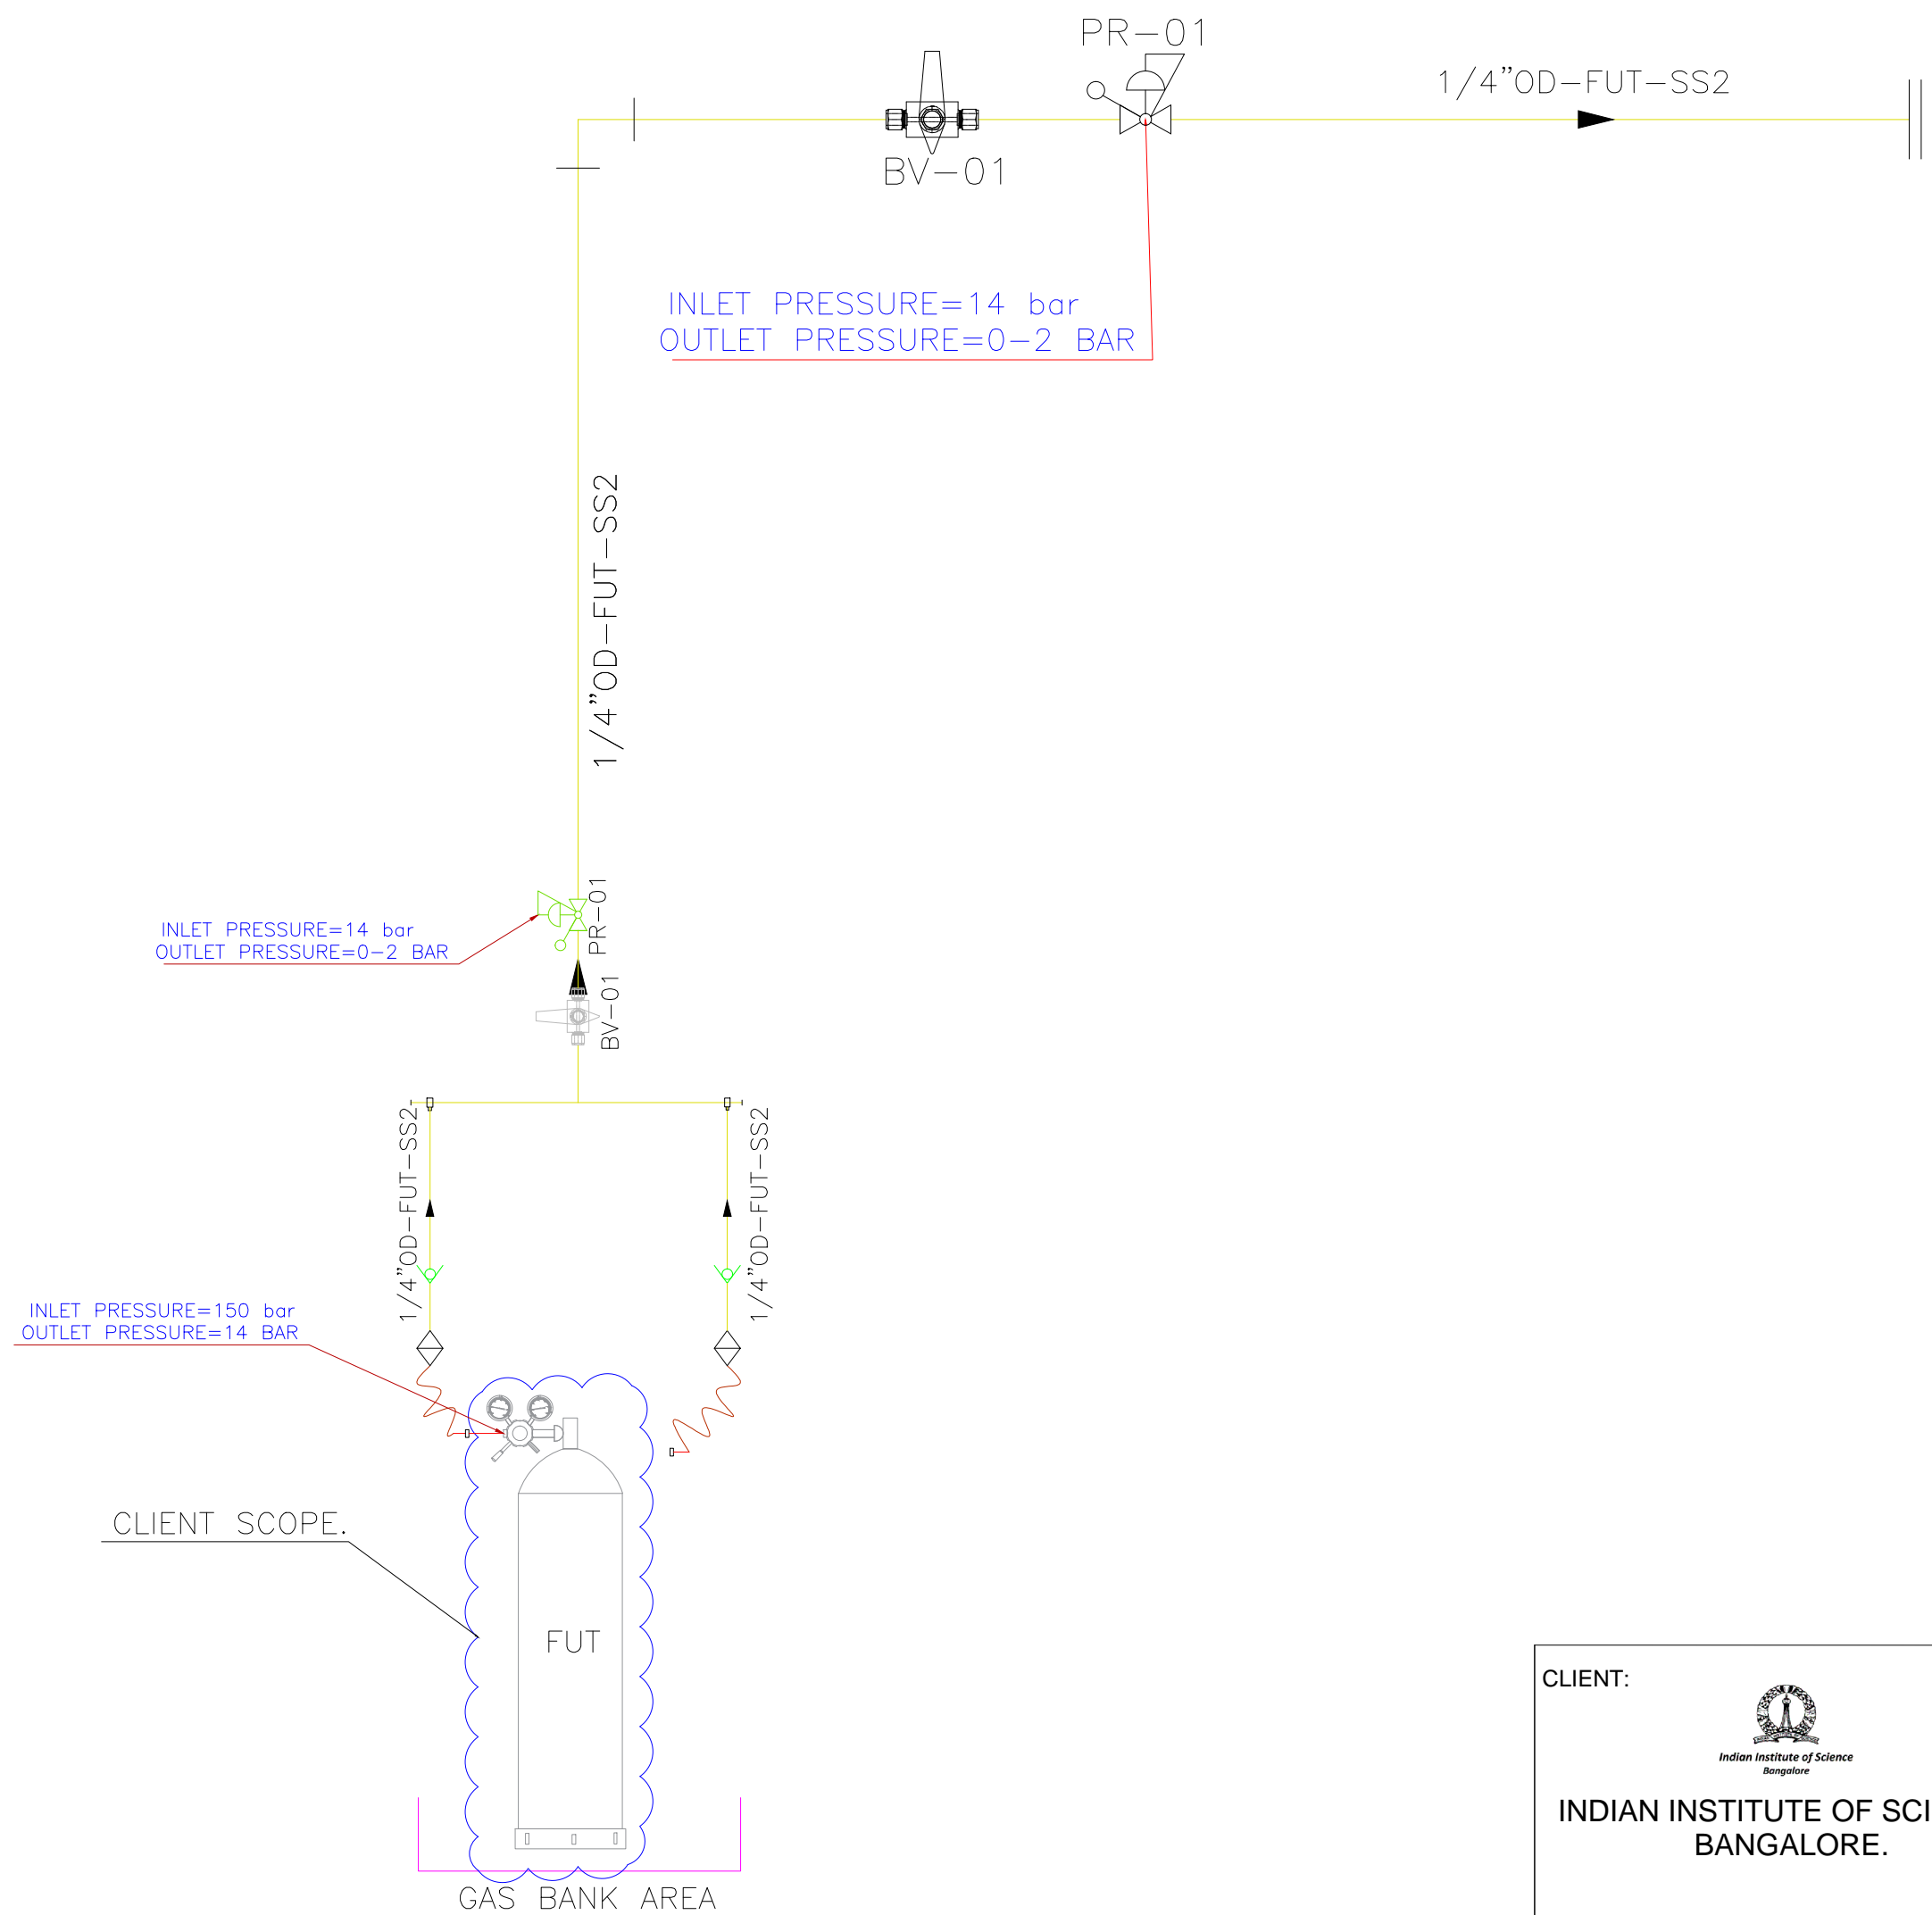 PR-01
1/4"OD-FUT-SS2
BV-01
INLET PRESSURE=14 bar
OUTLET PRESSURE=0-2 BAR
1/4"OD-FUT-SS2
PR-01
INLET PRESSURE=14 bar
OUTLET PRESSURE=0-2 BAR
BV-01
1/4"OD-FUT-SS2
1/4"OD-FUT-SS2
INLET PRESSURE=150 bar
OUTLET PRESSURE=14 BAR
CLIENT SCOPE.
FUT
GAS BANK AREA
CLIENT:
Indian Institute of Science
Bangalore
INDIAN INSTITUTE OF SCI
BANGALORE.